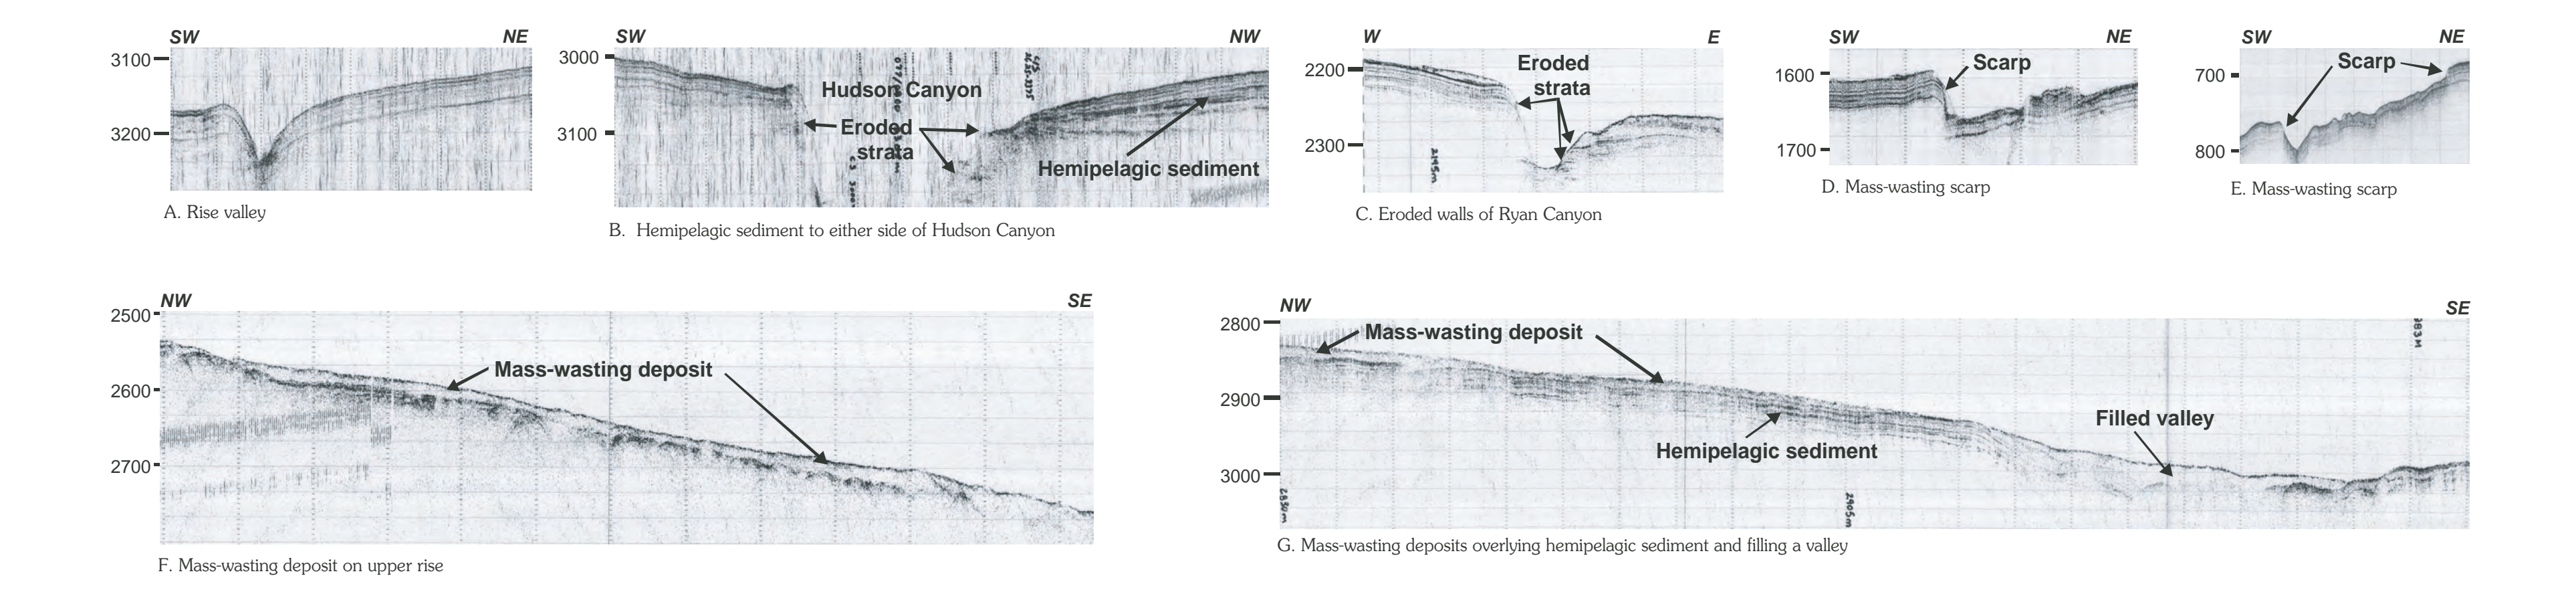 SW NE
3100
3200
A. Rise valley
SW NW
3000
3100
Hudson Canyon
Eroded
strata
Hemipelagic sediment
B. Hemipelagic sediment to either side of Hudson Canyon
W E
2200
2300
Eroded
strata
2195m
C. Eroded walls of Ryan Canyon
SW NE
1600
1700
Scarp
D. Mass-wasting scarp
SW NE
700
800
Scarp
E. Mass-wasting scarp
NW SE
2500
2600
2700
Mass-wasting deposit
F. Mass-wasting deposit on upper rise
NW SE
2800
2900
3000
Mass-wasting deposit
Hemipelagic sediment
Filled valley
2905m
G. Mass-wasting deposits overlying hemipelagic sediment and filling a valley